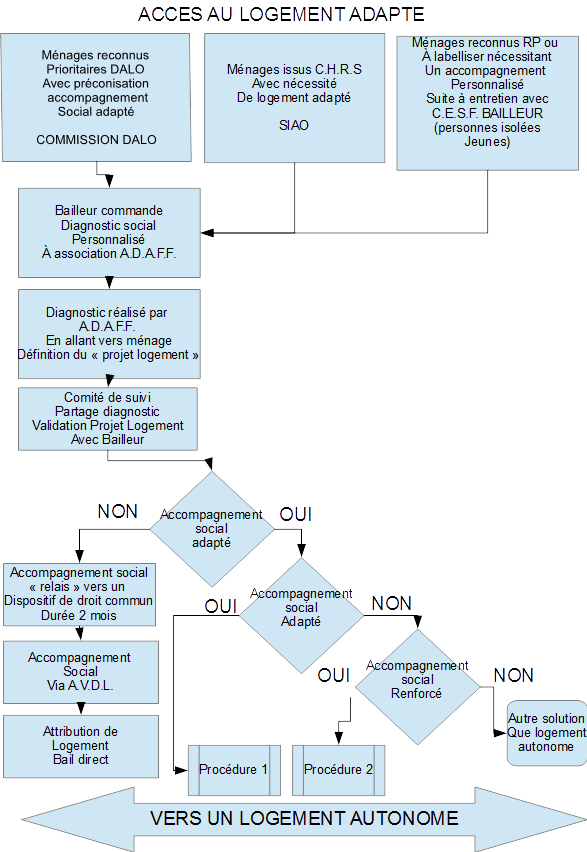 ACCES AU LOGEMENT ADAPTE
Ménages reconnus
Prioritaires DALO
Avec préconisation
accompagnement
Social adapté
COMMISSION DALO
Ménages issus C.H.R.S
Avec nécessité
De logement adapté
SIAO
Ménages reconnus RP ou
À labelliser nécessitant
Un accompagnement
Personnalisé
Suite à entretien avec
C.E.S.F. BAILLEUR
(personnes isolées
Jeunes)
Bailleur commande
Diagnostic social
Personnalisé
À association A.D.A.F.F.
Diagnostic réalisé par
A.D.A.F.F.
En allant vers ménage
Définition du « projet logement »
Comité de suivi
Partage diagnostic
Validation Projet Logement
Avec Bailleur
NON
Accompagnement
social
adapté
OUI
Accompagnement social
« relais » vers un
Dispositif de droit commun
Durée 2 mois
OUI
Accompagnement
social
Adapté
NON
Accompagnement
Social
Via A.V.D.L.
OUI
Accompagnement
social
Renforcé
NON
Attribution de
Logement
Bail direct
Procédure 1
Procédure 2
Autre solution
Que logement
autonome
VERS UN LOGEMENT AUTONOME